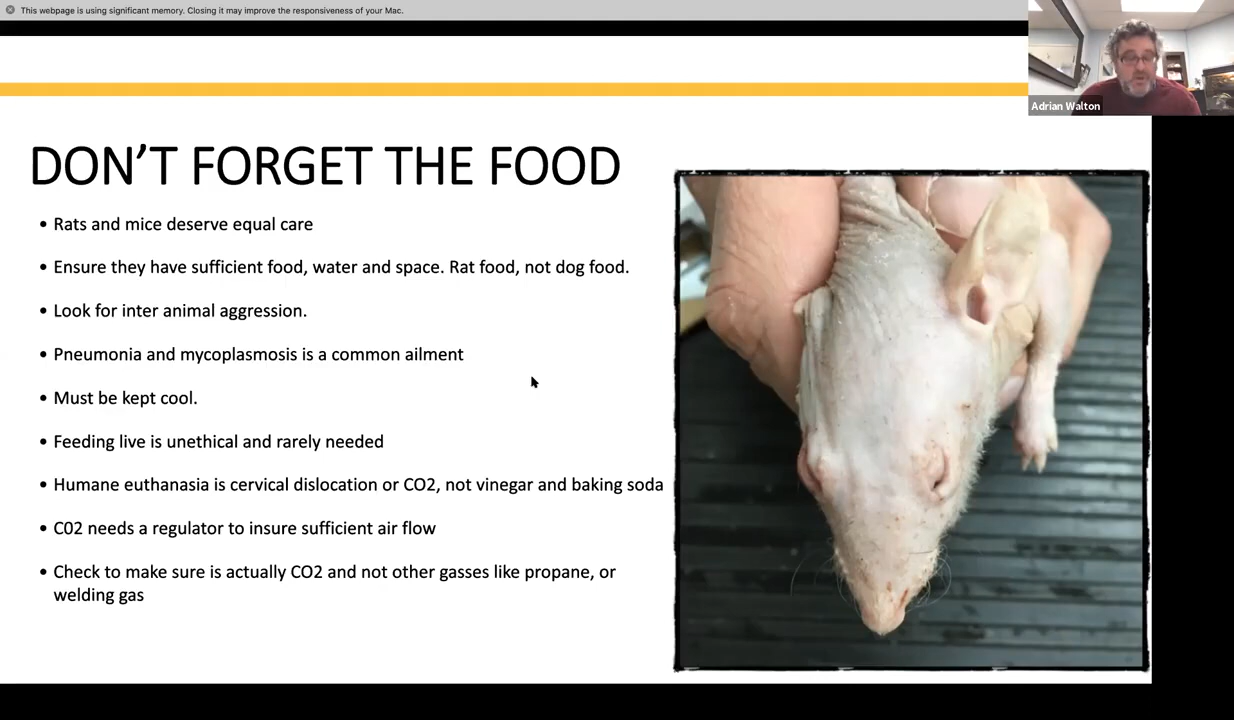 This webpage is using significant memory. Closing it may improve the responsiveness of your Mac.
Adrian Walton
DON'T FORGET THE FOOD
• Rats and mice deserve equal care
• Ensure they have sufficient food, water and space. Rat food, not dog food.
• Look for inter animal aggression.
• Pneumonia and mycoplasmosis is a common ailment
• Must be kept cool.
• Feeding live is unethical and rarely needed
• Humane euthanasia is cervical dislocation or CO2, not vinegar and baking soda
• C02 needs a regulator to insure sufficient air flow
• Check to make sure is actually CO2 and not other gasses like propane, or
welding gas